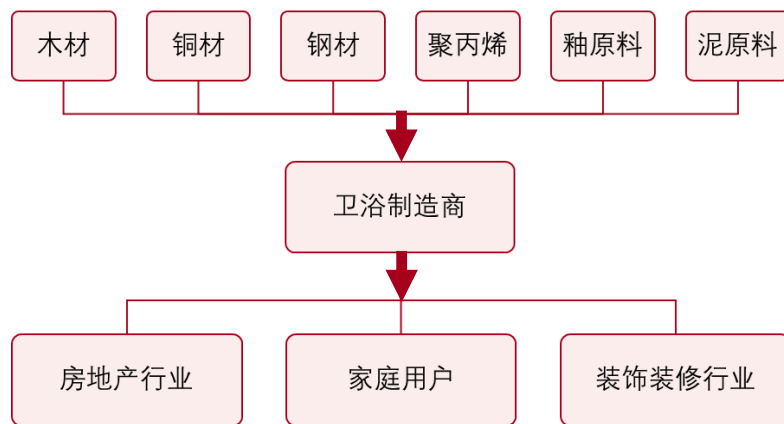 木材
铜材
钢材
聚丙烯
釉原料
泥原料
卫浴制造商
房地产行业
家庭用户
装饰装修行业